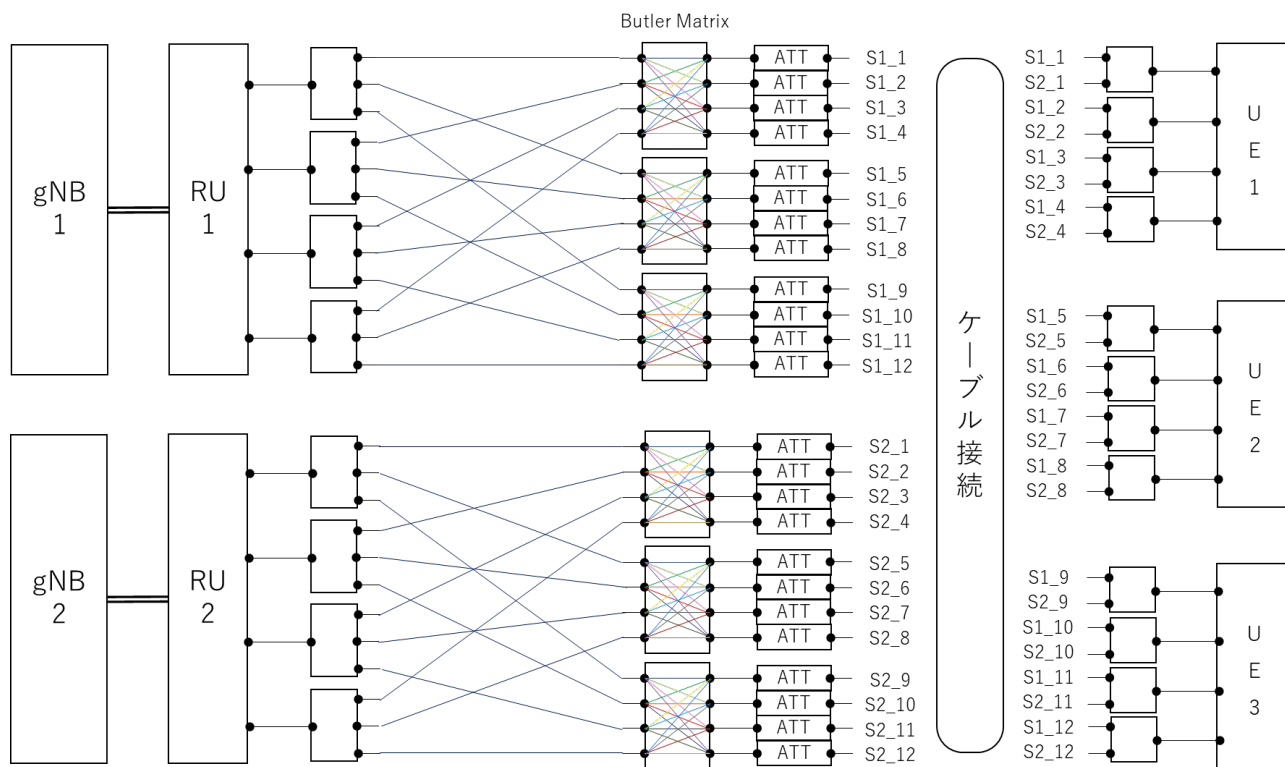 Butler Matrix
gNB
1
RU
1
ATT
S1_1
ATT
S1_2
ATT
S1_3
ATT
S1_4
ATT
S1_5
ATT
S1_6
ATT
S1_7
ATT
S1_8
ATT
S1_9
ATT
S1_10
ATT
S1_11
ATT
S1_12
gNB
2
RU
2
ATT
S2_1
ATT
S2_2
ATT
S2_3
ATT
S2_4
ATT
S2_5
ATT
S2_6
ATT
S2_7
ATT
S2_8
ATT
S2_9
ATT
S2_10
ATT
S2_11
ATT
S2_12
ケーブル接続
S1_1
S2_1
S1_2
S2_2
S1_3
S2_3
S1_4
S2_4
U
E
1
S1_5
S2_5
S1_6
S2_6
S1_7
S2_7
S1_8
S2_8
U
E
2
S1_9
S2_9
S1_10
S2_10
S1_11
S2_11
S1_12
S2_12
U
E
3